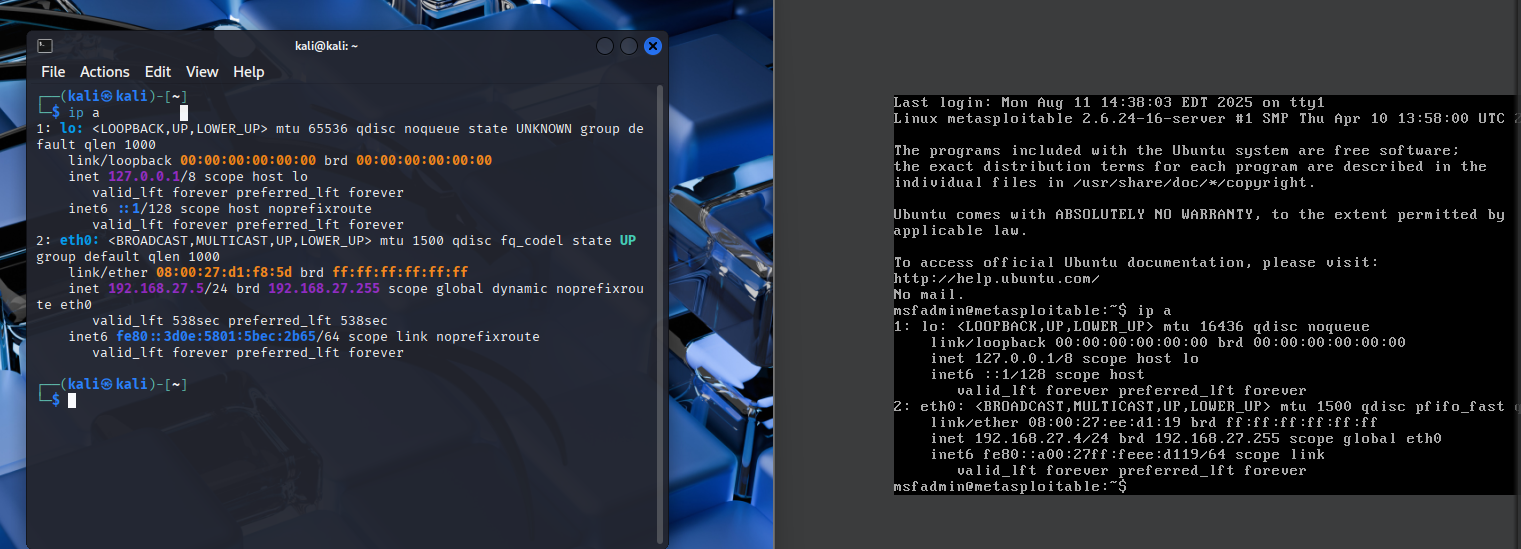 kali@kali: ~
File Actions Edit View Help
┌──(kali㉿kali)-[~]
└─$ ip a
1: lo: <LOOPBACK,UP,LOWER_UP> mtu 65536 qdisc noqueue state UNKNOWN group de
fault qlen 1000
link/loopback 00:00:00:00:00:00 brd 00:00:00:00:00:00
inet 127.0.0.1/8 scope host lo
valid_lft forever preferred_lft forever
inet6 ::1/128 scope host noprefixroute
valid_lft forever preferred_lft forever
2: eth0: <BROADCAST,MULTICAST,UP,LOWER_UP> mtu 1500 qdisc fq_codel state UP
group default qlen 1000
link/ether 08:00:27:d1:f8:5d brd ff:ff:ff:ff:ff:ff
inet 192.168.27.5/24 brd 192.168.27.255 scope global dynamic noprefixrou
te eth0
valid_lft 538sec preferred_lft 538sec
inet6 fe80::3d0e:5801:5bec:2b65/64 scope link noprefixroute
valid_lft forever preferred_lft forever
┌──(kali㉿kali)-[~]
└─$
Last login: Mon Aug 11 14:38:03 EDT 2025 on tty1
Linux metasploitable 2.6.24-16-server #1 SMP Thu Apr 10 13:58:00 UTC
The programs included with the Ubuntu system are free software;
the exact distribution terms for each program are described in the
individual files in /usr/share/doc/*/copyright.
Ubuntu comes with ABSOLUTELY NO WARRANTY, to the extent permitted by
applicable law.
To access official Ubuntu documentation, please visit:
http://help.ubuntu.com/
No mail.
msfadmin@metasploitable:~$ ip a
1: lo: <LOOPBACK,UP,LOWER_UP> mtu 16436 qdisc noqueue
link/loopback 00:00:00:00:00:00 brd 00:00:00:00:00:00
inet 127.0.0.1/8 scope host lo
inet6 ::1/128 scope host
valid_lft forever preferred_lft forever
2: eth0: <BROADCAST,MULTICAST,UP,LOWER_UP> mtu 1500 qdisc pfifo_fast
link/ether 08:00:27:ee:d1:19 brd ff:ff:ff:ff:ff:ff
inet 192.168.27.4/24 brd 192.168.27.255 scope global eth0
inet6 fe80::a00:27ff:feee:d119/64 scope link
valid_lft forever preferred_lft forever
msfadmin@metasploitable:~$